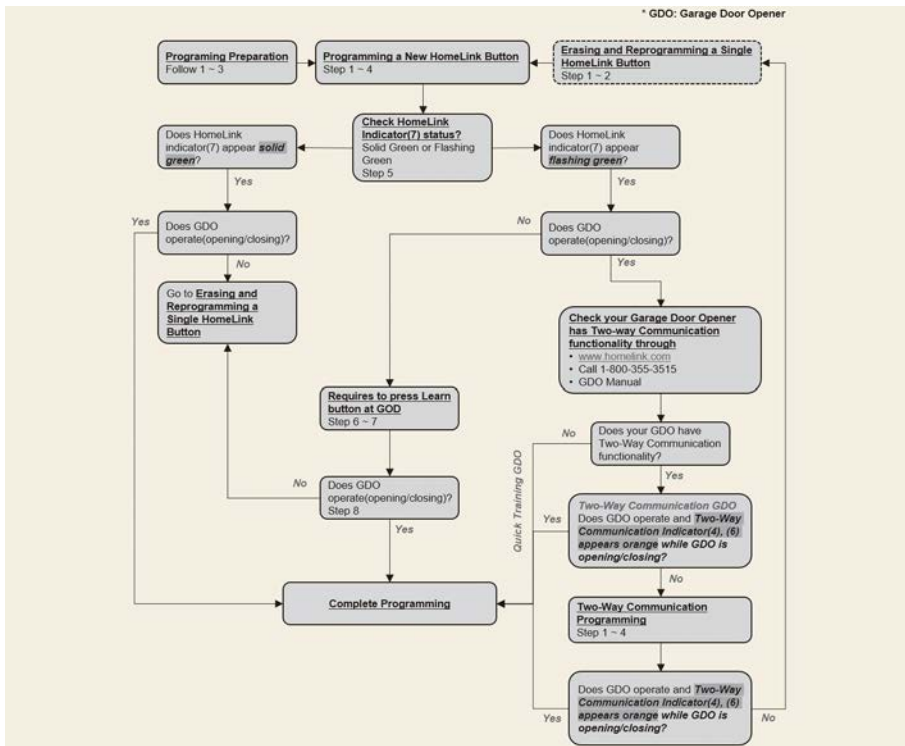 * GDO: Garage Door Opener
Programing Preparation
Follow 1 ~ 3
Programming a New HomeLink Button
Step 1 ~ 4
Erasing and Reprogramming a Single
HomeLink Button
Step 1 ~ 2
Check HomeLink
Indicator(7) status?
Solid Green or Flashing
Green
Step 5
Does HomeLink
indicator(7) appear solid
green?
Does HomeLink
indicator(7) appear
flashing green?
Yes
Yes
Yes
Does GDO
operate(opening/closing)?
No
Does GDO
operate(opening/closing)?
No
Yes
Go to Erasing and
Reprogramming a
Single HomeLink
Button
Check your Garage Door Opener
has Two-way Communication
functionality through
• www.homelink.com
• Call 1-800-355-3515
• GDO Manual
Requires to press Learn
button at GOD
Step 6 ~ 7
No
Does your GDO have
Two-Way Communication
functionality?
Yes
Quick Training GDO
No
Does GDO
operate(opening/closing)?
Step 8
Yes
Yes
Two-Way Communication GDO
Does GDO operate and Two-Way
Communication Indicator(4), (6)
appears orange while GDO is
opening/closing?
No
Complete Programming
Two-Way Communication
Programming
Step 1 ~ 4
Yes
Does GDO operate and Two-Way
Communication Indicator(4), (6)
appears orange while GDO is
opening/closing?
No